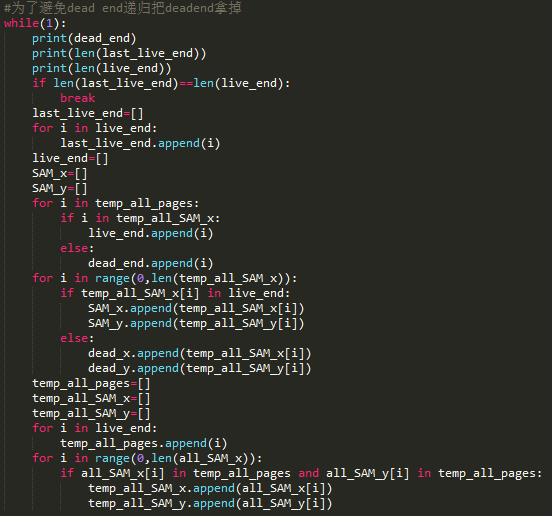 #为了避免dead end递归把deadend拿掉
while(1):
    print(dead_end)
    print(len(last_live_end))
    print(len(live_end))
    if len(last_live_end)==len(live_end):
        break
    last_live_end=[]
    for i in live_end:
        last_live_end.append(i)
    live_end=[]
    SAM_x=[]
    SAM_y=[]
    for i in temp_all_pages:
        if i in temp_all_SAM_x:
            live_end.append(i)
        else:
            dead_end.append(i)
    for i in range(0,len(temp_all_SAM_x)):
        if temp_all_SAM_x[i] in live_end:
            SAM_x.append(temp_all_SAM_x[i])
            SAM_y.append(temp_all_SAM_y[i])
        else:
            dead_x.append(temp_all_SAM_x[i])
            dead_y.append(temp_all_SAM_y[i])
    temp_all_pages=[]
    temp_all_SAM_x=[]
    temp_all_SAM_y=[]
    for i in live_end:
        temp_all_pages.append(i)
    for i in range(0,len(all_SAM_x)):
        if all_SAM_x[i] in temp_all_pages and all_SAM_y[i] in temp_all_pages:
            temp_all_SAM_x.append(all_SAM_x[i])
            temp_all_SAM_y.append(all_SAM_y[i])